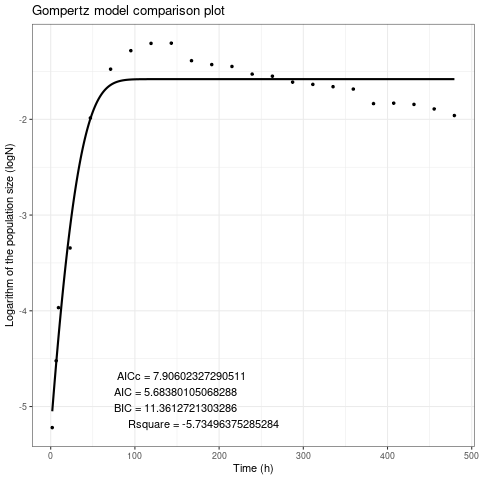 Gompertz model comparison plot
Logarithm of the population size (logN)
-2
-3
-4
-5
AICc = 7.90602327290511
AIC = 5.68380105068288
BIC = 11.3612721303286
Rsquare = -5.73496375285284
0 100 200 300 400 500
Time (h)